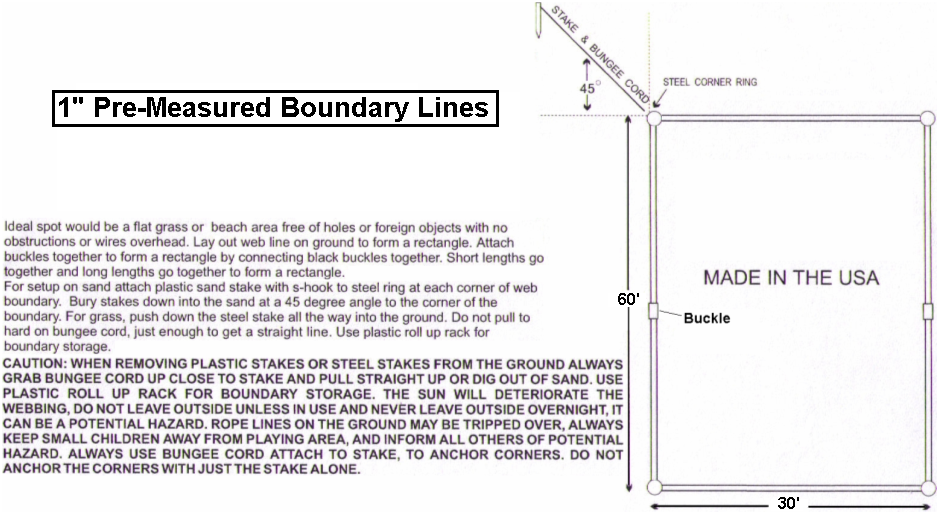 1" Pre-Measured Boundary Lines
Ideal spot would be a flat grass or beach area free of holes or foreign objects with no
obstructions or wires overhead. Lay out web line on ground to form a rectangle. Attach
buckles together to form a rectangle by connecting black buckles together. Short lengths go
together and long lengths go together to form a rectangle.
For setup on sand attach plastic sand stake with s-hook to steel ring at each corner of web
boundary. Bury stakes down into the sand at a 45 degree angle to the corner of the
boundary. For grass, push down the steel stake all the way into the ground. Do not pull to
hard on bungee cord, just enough to get a straight line. Use plastic roll up rack for
boundary storage.
CAUTION: WHEN REMOVING PLASTIC STAKES OR STEEL STAKES FROM THE GROUND ALWAYS
GRAB BUNGEE CORD UP CLOSE TO STAKE AND PULL STRAIGHT UP OR DIG OUT OF SAND. USE
PLASTIC ROLL UP RACK FOR BOUNDARY STORAGE. THE SUN WILL DETERIORATE THE
WEBBING, DO NOT LEAVE OUTSIDE UNLESS IN USE AND NEVER LEAVE OUTSIDE OVERNIGHT, IT
CAN BE A POTENTIAL HAZARD. ROPE LINES ON THE GROUND MAY BE TRIPPED OVER, ALWAYS
KEEP SMALL CHILDREN AWAY FROM PLAYING AREA, AND INFORM ALL OTHERS OF POTENTIAL
HAZARD. ALWAYS USE BUNGEE CORD ATTACH TO STAKE, TO ANCHOR CORNERS. DO NOT
ANCHOR THE CORNERS WITH JUST THE STAKE ALONE.
STAKE & BUNGEE CORD
45°
STEEL CORNER RING
MADE IN THE USA
60'
Buckle
30'